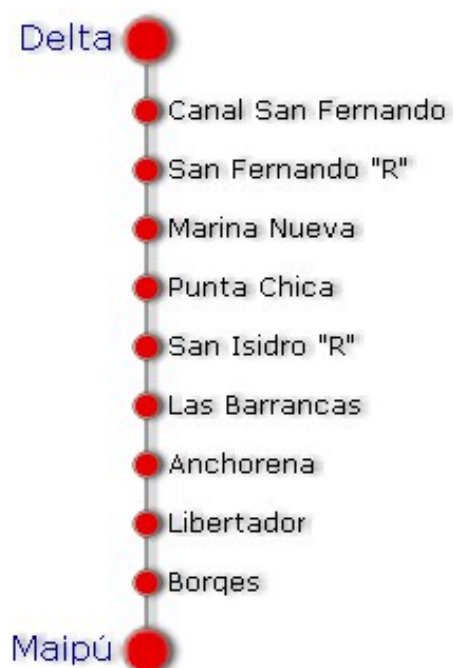 Delta
Canal San Fernando
San Fernando "R"
Marina Nueva
Punta Chica
San Isidro "R"
Las Barrancas
Anchorena
Libertador
Borges
Maipú